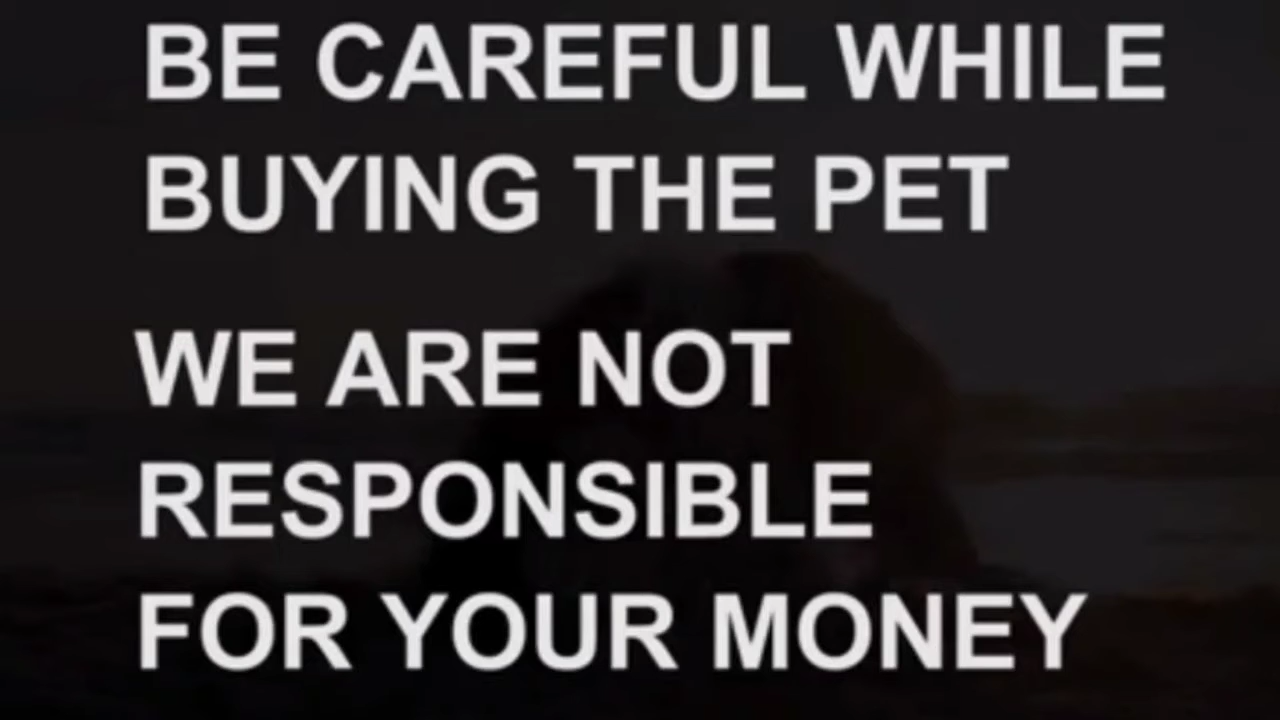 BE CAREFUL WHILE
BUYING THE PET
WE ARE NOT
RESPONSIBLE
FOR YOUR MONEY